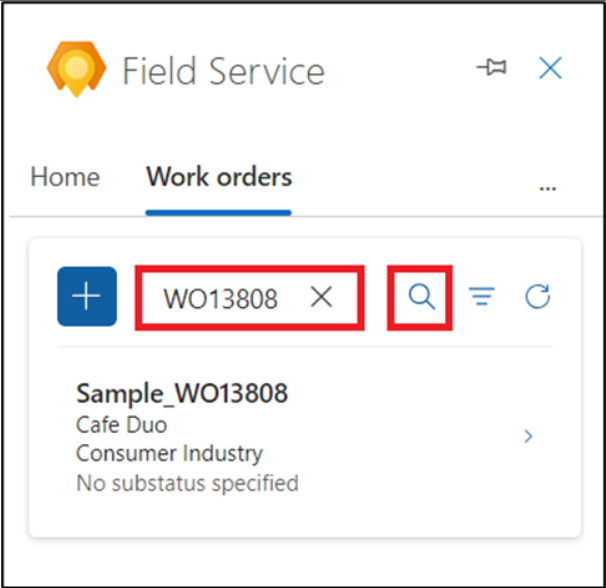 Field Service
Home Work orders ...
WO13808
Sample_WO13808
Cafe Duo
Consumer Industry
No substatus specified